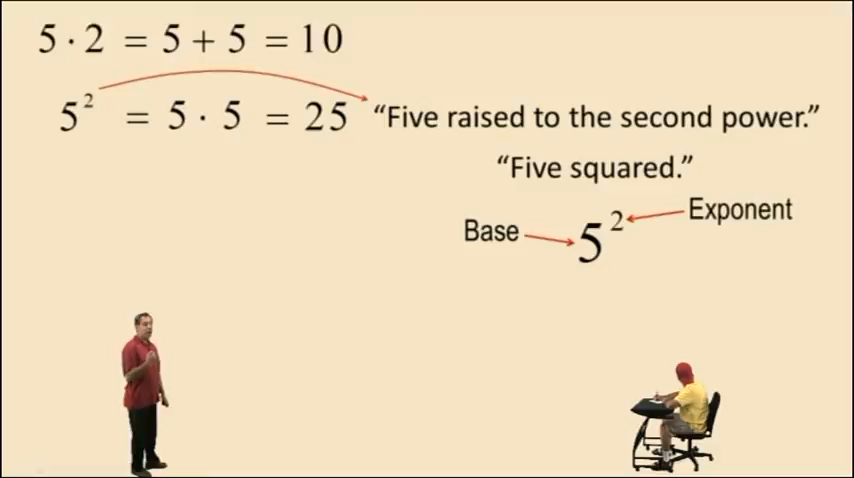 5 · 2 = 5 + 5 = 10
5² = 5 · 5 = 25 “Five raised to the second power.”
“Five squared.”
Base 5² Exponent